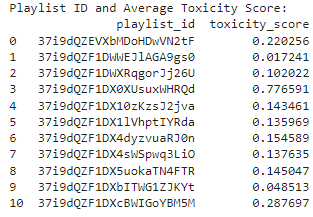 Playlist ID and Average Toxicity Score:
playlist_id toxicity_score
0 37i9dQZEVXbMDoHDwVN2tF 0.220256
1 37i9dQZF1DWWEJlAGA9gs0 0.017241
2 37i9dQZF1DWXRqgorJj26U 0.102022
3 37i9dQZF1DX0XUsuxWHRQd 0.776591
4 37i9dQZF1DX10zKzsJ2jva 0.143461
5 37i9dQZF1DX1lVhptIYRda 0.135969
6 37i9dQZF1DX4dyzvuaRJ0n 0.154589
7 37i9dQZF1DX4sWSpwq3LiO 0.137635
8 37i9dQZF1DX5uokaTN4FTR 0.145047
9 37i9dQZF1DXbITWG1ZJKYt 0.048513
10 37i9dQZF1DXcBWIGoYBM5M 0.287697